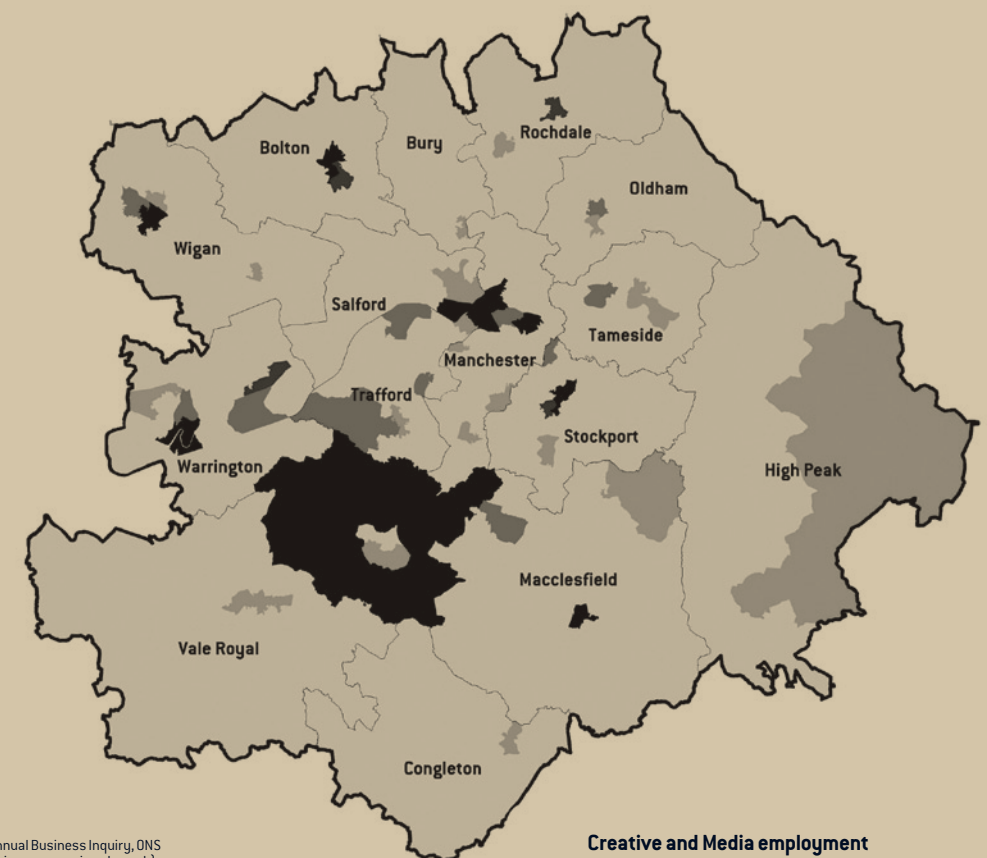 Rochdale
Bolton
Bury
Oldham
Wigan
Salford
Tameside
Manchester
Trafford
Stockport
Warrington
High Peak
Macclesfield
Vale Royal
Congleton
Business Inquiry, ONS
Creative and Media employment